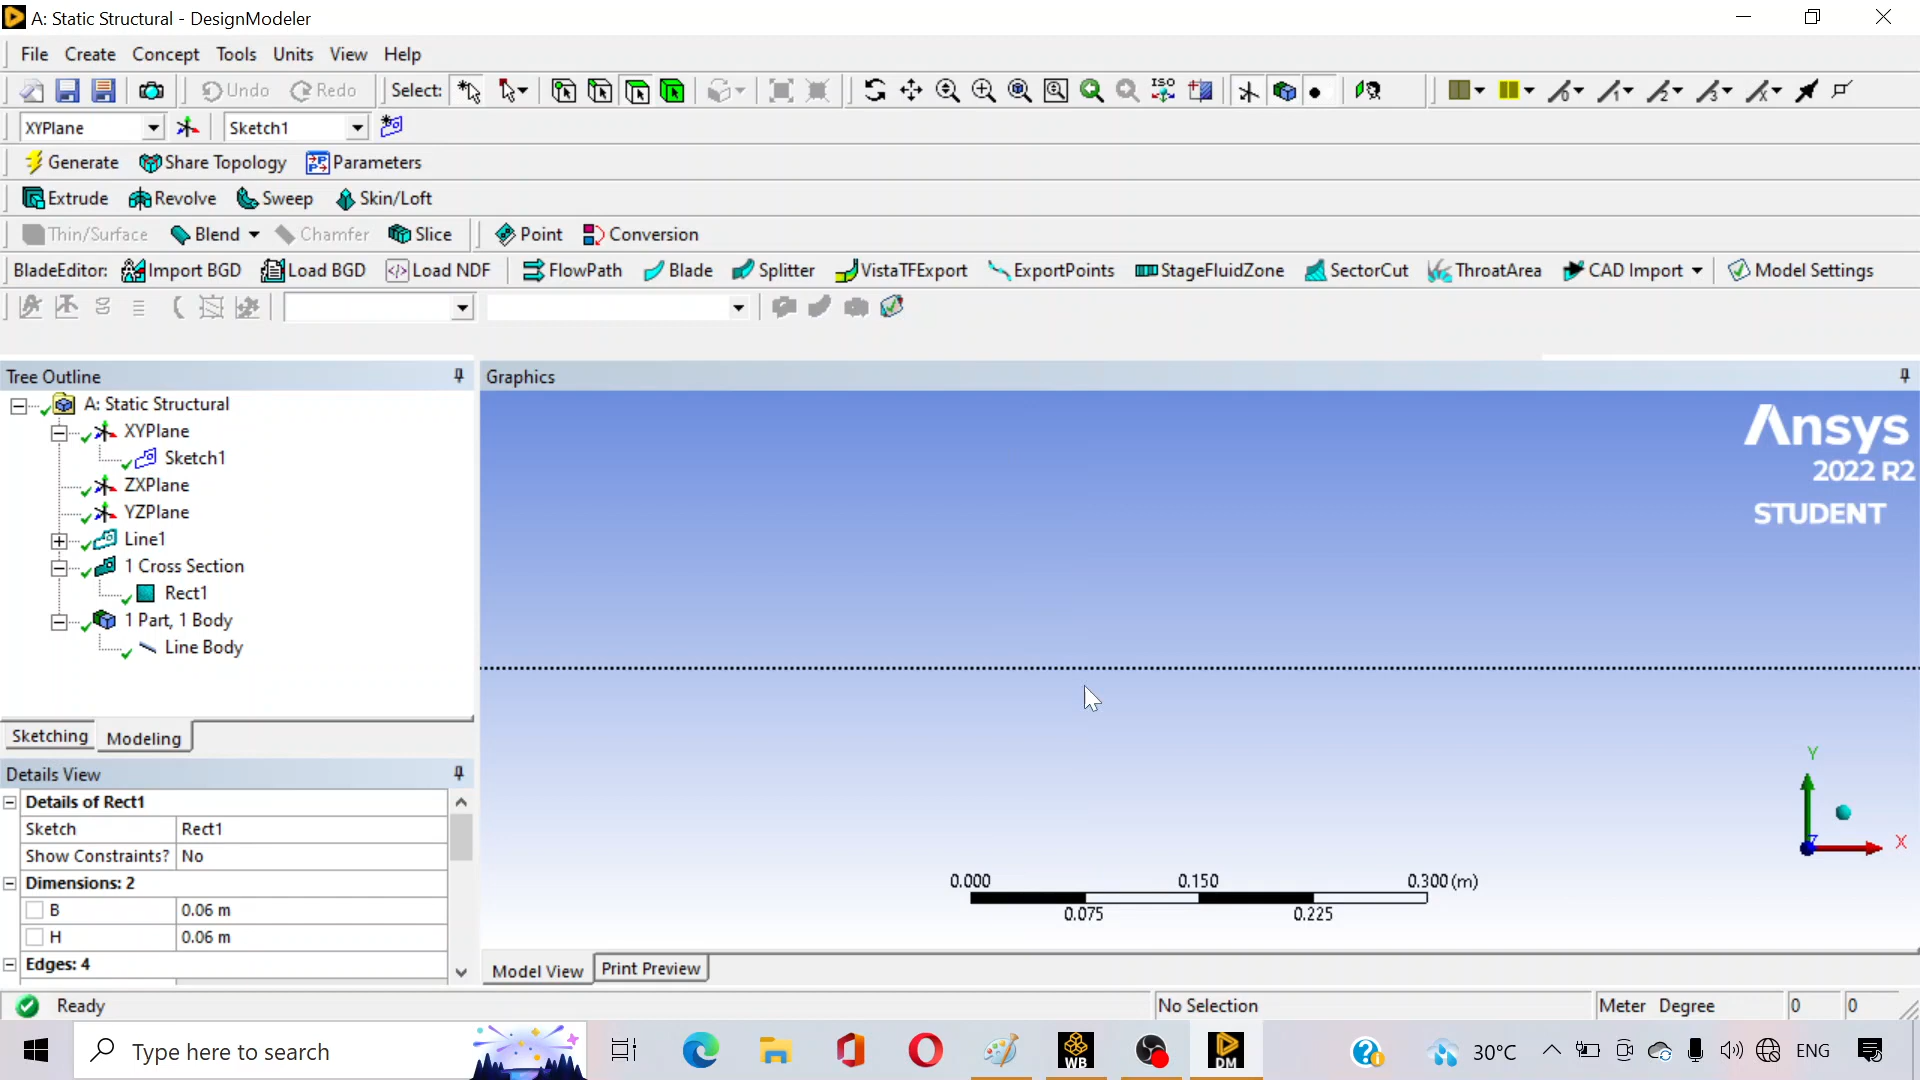 A: Static Structural - DesignModeler
File Create Concept Tools Units View Help
Undo Redo Select: ISO
XYPlane Sketch1
Generate Share Topology Parameters
Extrude Revolve Sweep Skin/Loft
Thin/Surface Blend Chamfer Slice Point Conversion
BladeEditor: Import BGD Load BGD Load NDF FlowPath Blade Splitter VistaTFExport ExportPoints StageFluidZone SectorCut ThroatArea CAD Import Model Settings
Tree Outline
A: Static Structural
XYPlane
Sketch1
ZXPlane
YZPlane
Line1
1 Cross Section
Rect1
1 Part, 1 Body
Line Body
Sketching Modeling
Details View
Details of Rect1
Sketch Rect1
Show Constraints? No
Dimensions: 2
B 0.06 m
H 0.06 m
Edges: 4
Graphics
Ansys
2022 R2
STUDENT
Y
Z
X
0.000 0.150 0.300 (m)
0.075 0.225
Model View Print Preview
Ready No Selection Meter Degree 0 0
Type here to search WB DM 30°C ENG